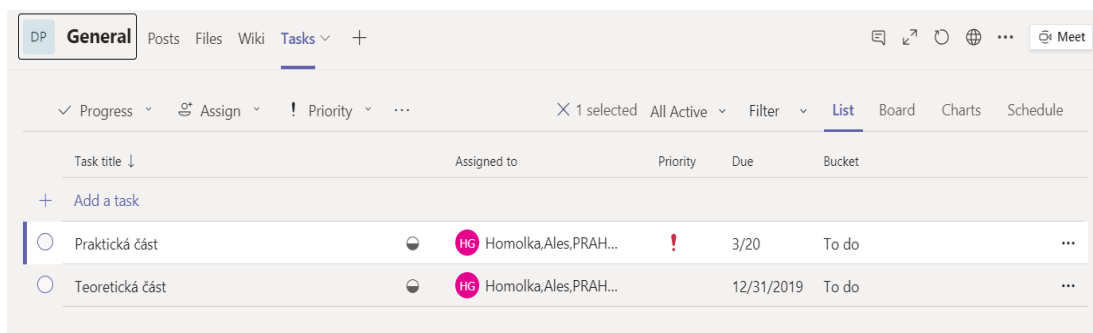 DP General Posts Files Wiki Tasks Meet
Progress Assign Priority ... 1 selected All Active Filter List Board Charts Schedule
Task title ↓ Assigned to Priority Due Bucket
+ Add a task
Praktická část HG Homolka,Ales,PRAH... ! 3/20 To do ...
Teoretická část HG Homolka,Ales,PRAH... 12/31/2019 To do ...